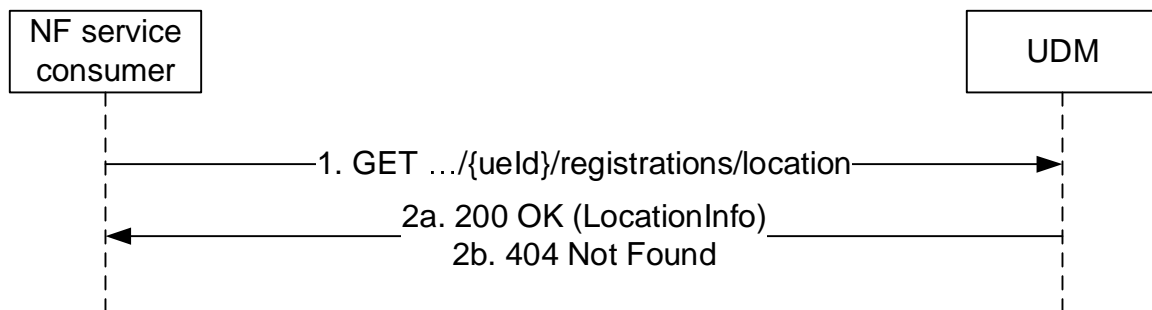 NF service
consumer
UDM
1. GET …/{ueId}/registrations/location
2a. 200 OK (LocationInfo)
2b. 404 Not Found